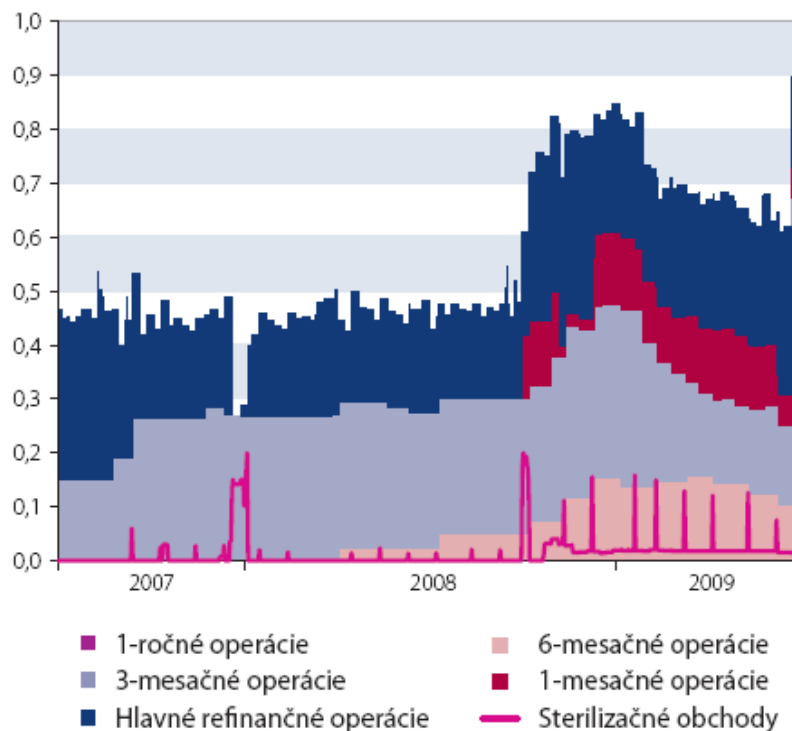 1,0
0,9
0,8
0,7
0,6
0,5
0,4
0,3
0,2
0,1
0,0
2007 2008 2009
1-ročné operácie 6-mesačné operácie
3-mesačné operácie 1-mesačné operácie
Hlavné refinančné operácie Sterilizačné obchody